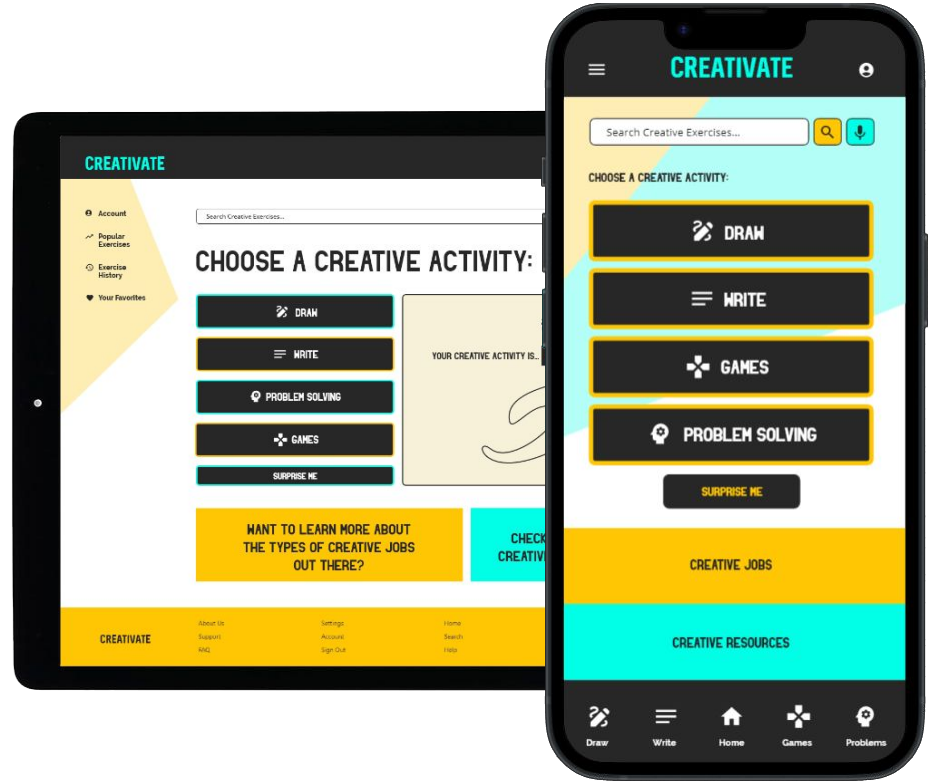 CREATIVATE
Account
Popular
Exercises
Exercise
History
Your Favorites
Search Creative Exercises...
CHOOSE A CREATIVE ACTIVITY:
DRAW
WRITE
PROBLEM SOLVING
GAMES
SURPRISE ME
YOUR CREATIVE ACTIVITY IS...
WANT TO LEARN MORE ABOUT
THE TYPES OF CREATIVE JOBS
OUT THERE?
CHECK
CREATIV
CREATIVATE
About Us
Support
FAQ
Settings
Account
Sign Out
Home
Search
Help
CREATIVATE
Search Creative Exercises...
CHOOSE A CREATIVE ACTIVITY:
DRAW
WRITE
GAMES
PROBLEM SOLVING
SURPRISE ME
CREATIVE JOBS
CREATIVE RESOURCES
Draw
Write
Home
Games
Problems